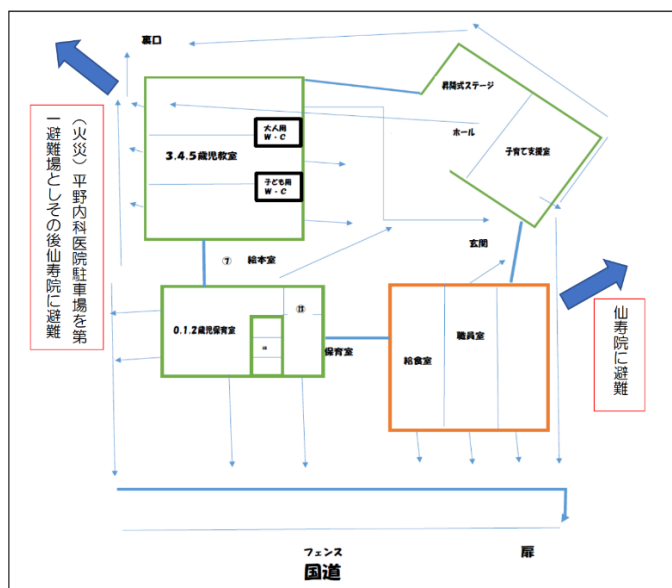 裏口
昇降式ステージ
大人用
W・C
ホール
3.4.5歳児教室
子育て支援室
子ども用
W・C
玄関
⑦ 絵本室
0.1.2歳児保育室
保育室
給食室
職員室
(火災)平野内科医院駐車場を第
一避難場としその後仙寿院に避難
仙寿院に避難
フェンス
扉
国道